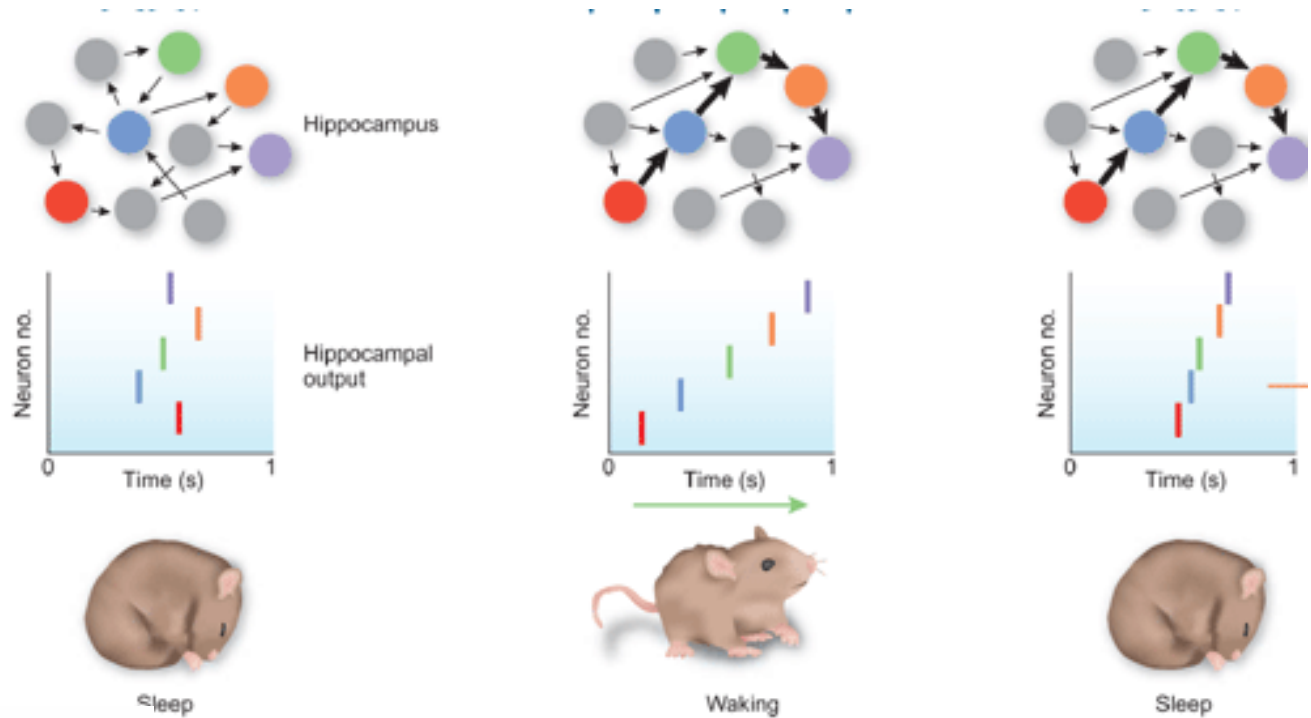 Hippocampus
Neuron no.
Hippocampal
output
0
1
Time (s)
Sleep
Neuron no.
0
1
Time (s)
Waking
Neuron no.
0
1
Time (s)
Sleep